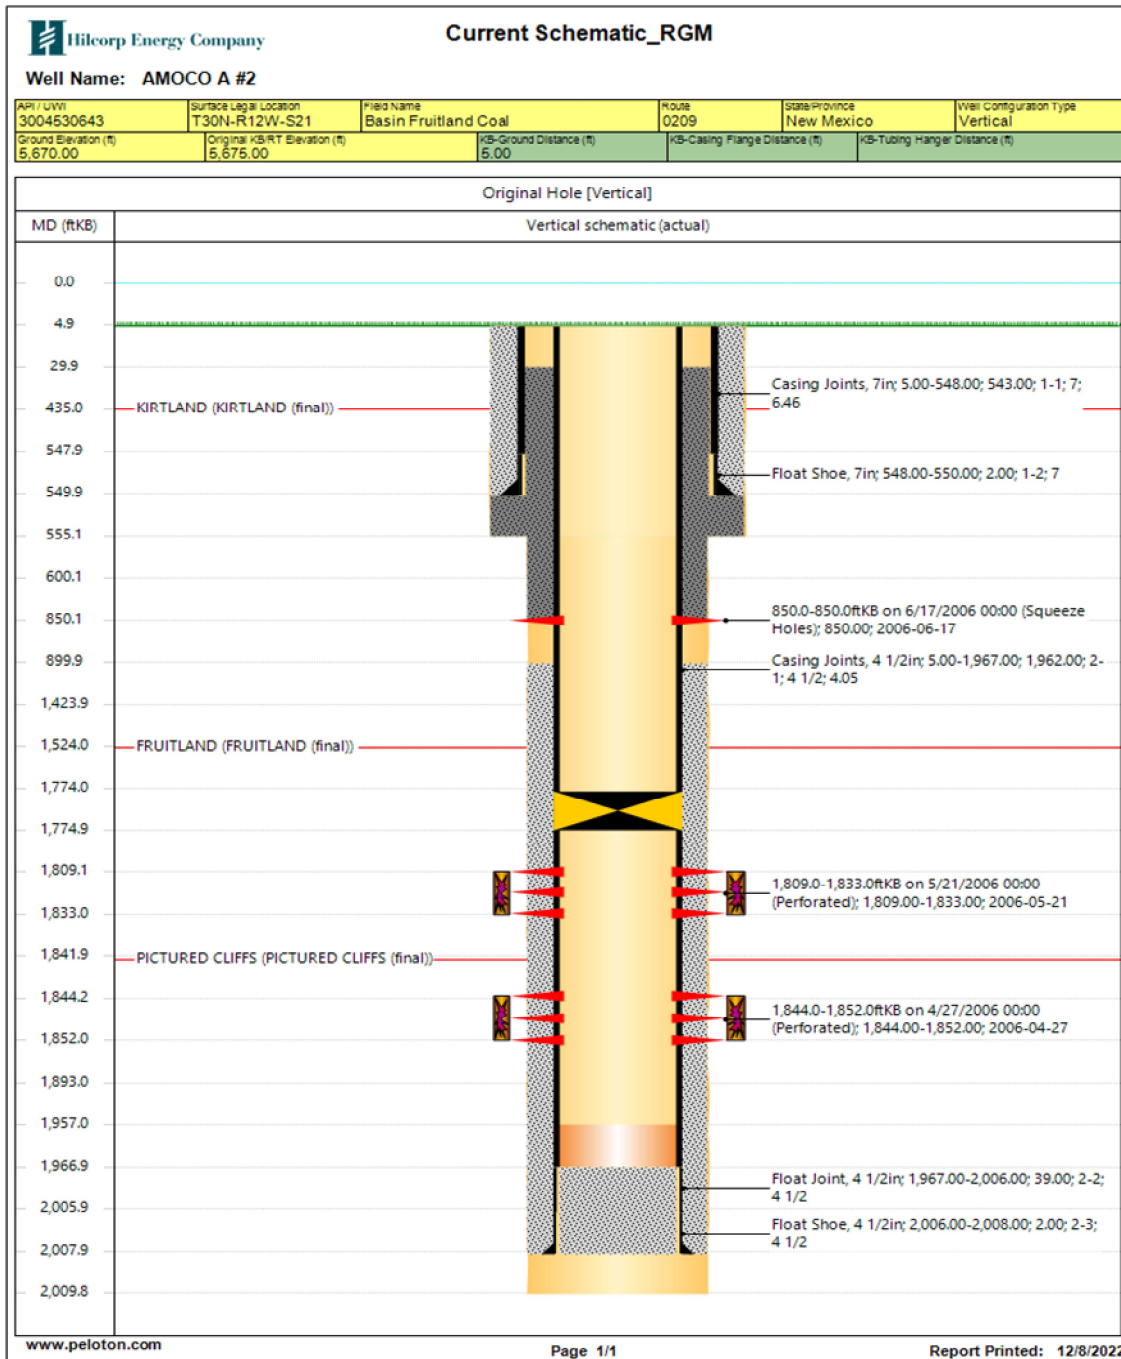 Hilcorp Energy Company
Current Schematic_RGM
Well Name: AMOCO A #2
API / UWI
3004530643
Surface Legal Location
T30N-R12W-S21
Field Name
Basin Fruitland Coal
Route
0209
State/Province
New Mexico
Well Configuration Type
Vertical
Ground Elevation (ft)
5,670.00
Original KB/RT Elevation (ft)
5,675.00
KB-Ground Distance (ft)
5.00
KB-Casing Flange Distance (ft)
KB-Tubing Hanger Distance (ft)
Original Hole [Vertical]
MD (ftKB)
Vertical schematic (actual)
0.0
4.9
29.9
Casing Joints, 7in; 5.00-548.00; 543.00; 1-1; 7;
6.46
435.0
KIRTLAND (KIRTLAND (final))
547.9
Float Shoe, 7in; 548.00-550.00; 2.00; 1-2; 7
549.9
555.1
600.1
850.1
850.0-850.0ftKB on 6/17/2006 00:00 (Squeeze
Holes); 850.00; 2006-06-17
899.9
Casing Joints, 4 1/2in; 5.00-1,967.00; 1,962.00; 2-
1; 4 1/2; 4.05
1,423.9
1,524.0
FRUITLAND (FRUITLAND (final))
1,774.0
1,774.9
1,809.1
1,809.0-1,833.0ftKB on 5/21/2006 00:00
(Perforated); 1,809.00-1,833.00; 2006-05-21
1,833.0
1,841.9
PICTURED CLIFFS (PICTURED CLIFFS (final))
1,844.2
1,844.0-1,852.0ftKB on 4/27/2006 00:00
(Perforated); 1,844.00-1,852.00; 2006-04-27
1,852.0
1,893.0
1,957.0
1,966.9
Float Joint, 4 1/2in; 1,967.00-2,006.00; 39.00; 2-2;
4 1/2
2,005.9
Float Shoe, 4 1/2in; 2,006.00-2,008.00; 2.00; 2-3;
4 1/2
2,007.9
2,009.8
www.peloton.com
Page 1/1
Report Printed: 12/8/2022